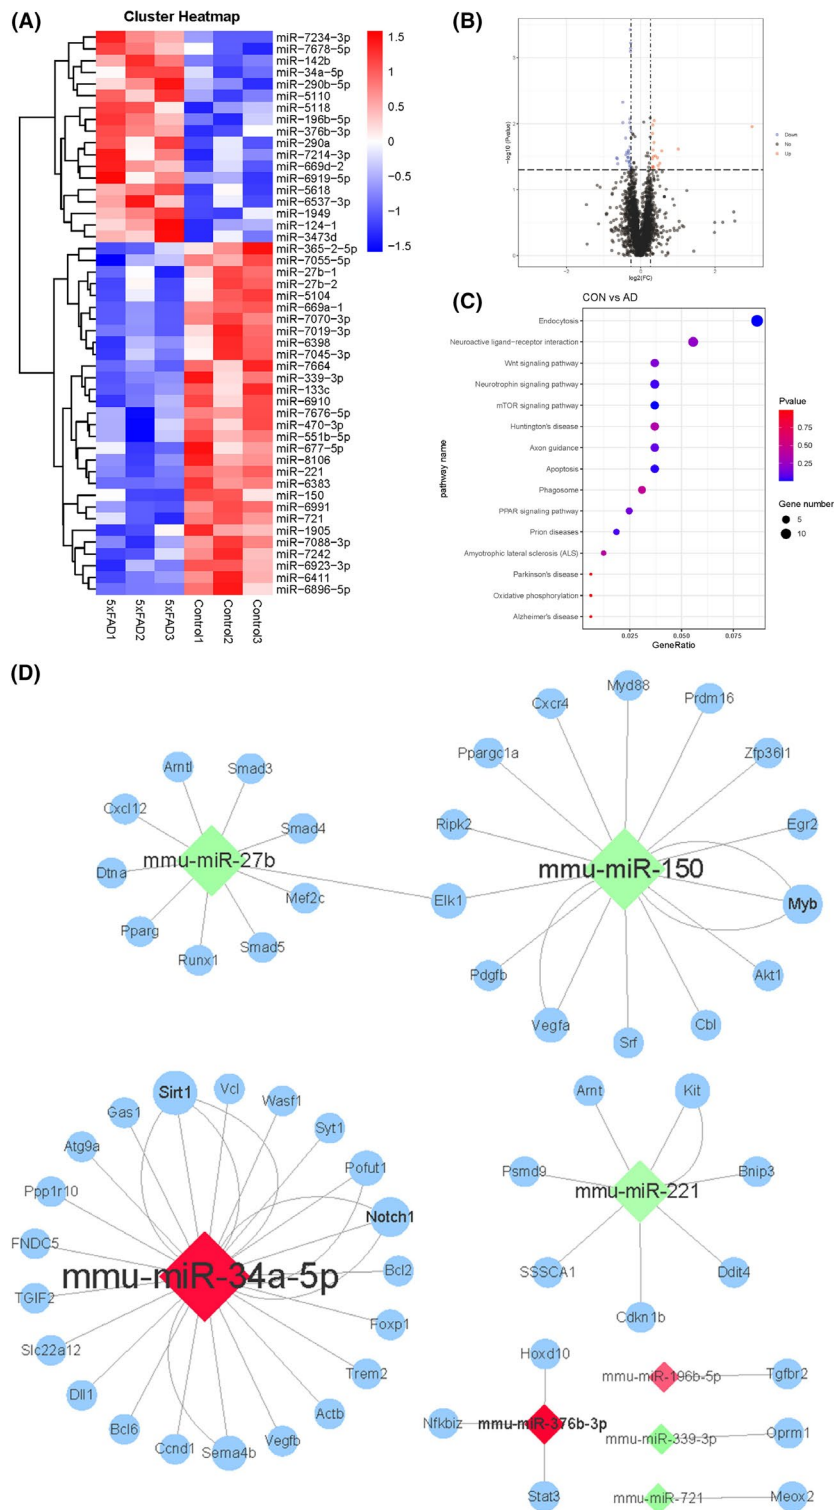 (A)
Cluster Heatmap
miR−7234−3p
miR−7678−5p
miR−142b
miR−34a−5p
miR−290b−5p
miR−5110
miR−5118
miR−196b−5p
miR−376b−3p
miR−290a
miR−7214−3p
miR−669d−2
miR−6919−5p
miR−5618
miR−6537−3p
miR−1949
miR−124−1
miR−3473d
miR−365−2−5p
miR−7055−5p
miR−27b−1
miR−27b−2
miR−5104
miR−669a−1
miR−7070−3p
miR−7019−3p
miR−6398
miR−7045−3p
miR−7664
miR−339−3p
miR−133c
miR−6910
miR−7676−5p
miR−470−3p
miR−551b−5p
miR−677−5p
miR−8106
miR−221
miR−6383
miR−150
miR−6991
miR−721
miR−1905
miR−7088−3p
miR−7242
miR−6923−3p
miR−6411
miR−6896−5p
5xFAD1
5xFAD2
5xFAD3
Control1
Control2
Control3
1.5
1
0.5
0
−0.5
−1
−1.5
(B)
−log10 (Pvalue)
3
2
1
0
-3
0
3
log2(FC)
Down
No
Up
(C)
CON vs AD
pathway name
Endocytosis
Neuroactive ligand−receptor interaction
Wnt signaling pathway
Neurotrophin signaling pathway
mTOR signaling pathway
Huntington's disease
Axon guidance
Apoptosis
Phagosome
PPAR signaling pathway
Prion diseases
Amyotrophic lateral sclerosis (ALS)
Parkinson's disease
Oxidative phosphorylation
Alzheimer's disease
0.025
0.050
0.075
GeneRatio
Pvalue
0.75
0.50
0.25
Gene number
5
10
(D)
Arntl
Smad3
Cxcl12
Smad4
mmu-miR-27b
Dtna
Mef2c
Pparg
Smad5
Runx1
Myd88
Cxcr4
Prdm16
Ppargc1a
Zfp36l1
Ripk2
Egr2
mmu-miR-150
Elk1
Myb
Pdgfb
Akt1
Vegfa
Cbl
Srf
Sirt1
Vcl
Gas1
Wasf1
Atg9a
Syt1
Ppp1r10
Pofut1
FNDC5
Notch1
mmu-miR-34a-5p
Bcl2
TGIF2
Foxp1
Slc22a12
Trem2
Dll1
Actb
Bcl6
Vegfb
Ccnd1
Sema4b
Arnt
Kit
Psmd9
Bnip3
mmu-miR-221
SSSCA1
Ddit4
Cdkn1b
Hoxd10
Nfkbiz
mmu-miR-376b-3p
Stat3
mmu-miR-196b-5p
Tgfbr2
mmu-miR-339-3p
Oprm1
mmu-miR-721
Meox2